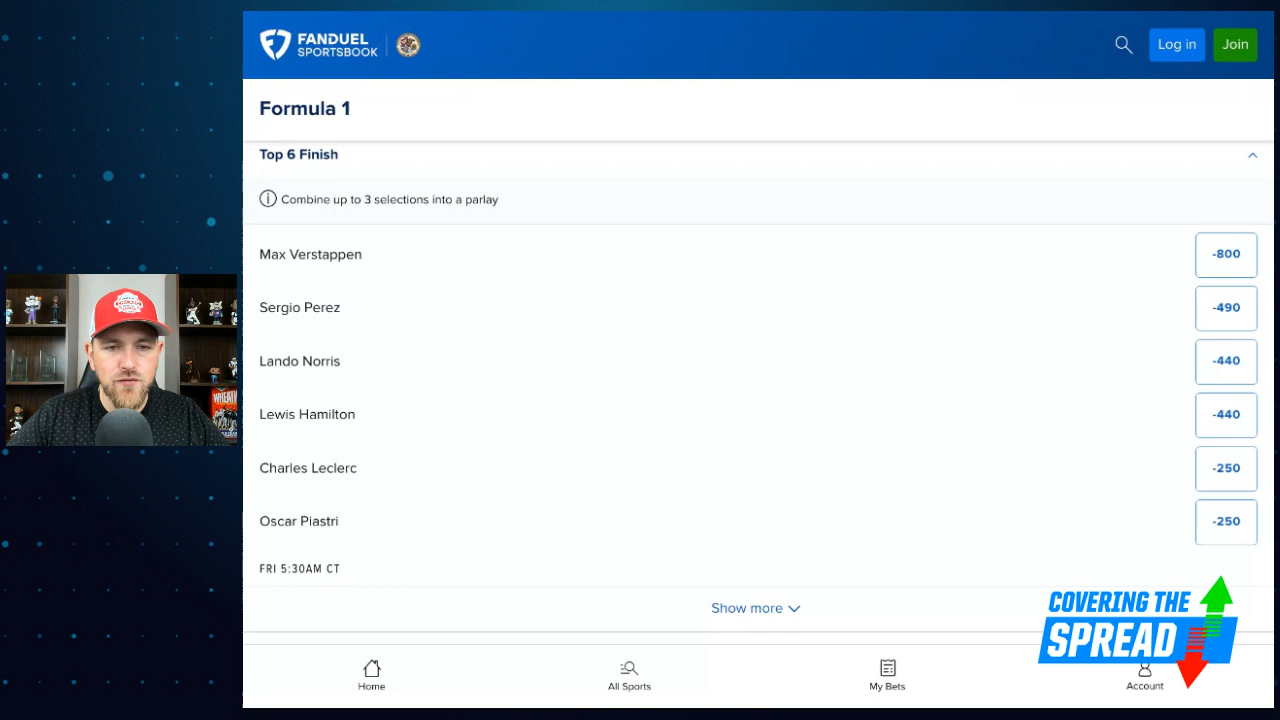 FANDUEL
SPORTSBOOK
Log in
Join
Formula 1
Top 6 Finish
Combine up to 3 selections into a parlay
Max Verstappen
-800
Sergio Perez
-490
Lando Norris
-440
Lewis Hamilton
-440
Charles Leclerc
-250
Oscar Piastri
-250
FRI 5:30AM CT
Show more
COVERING THE
SPREAD
Home
All Sports
My Bets
Account
WHEATIES